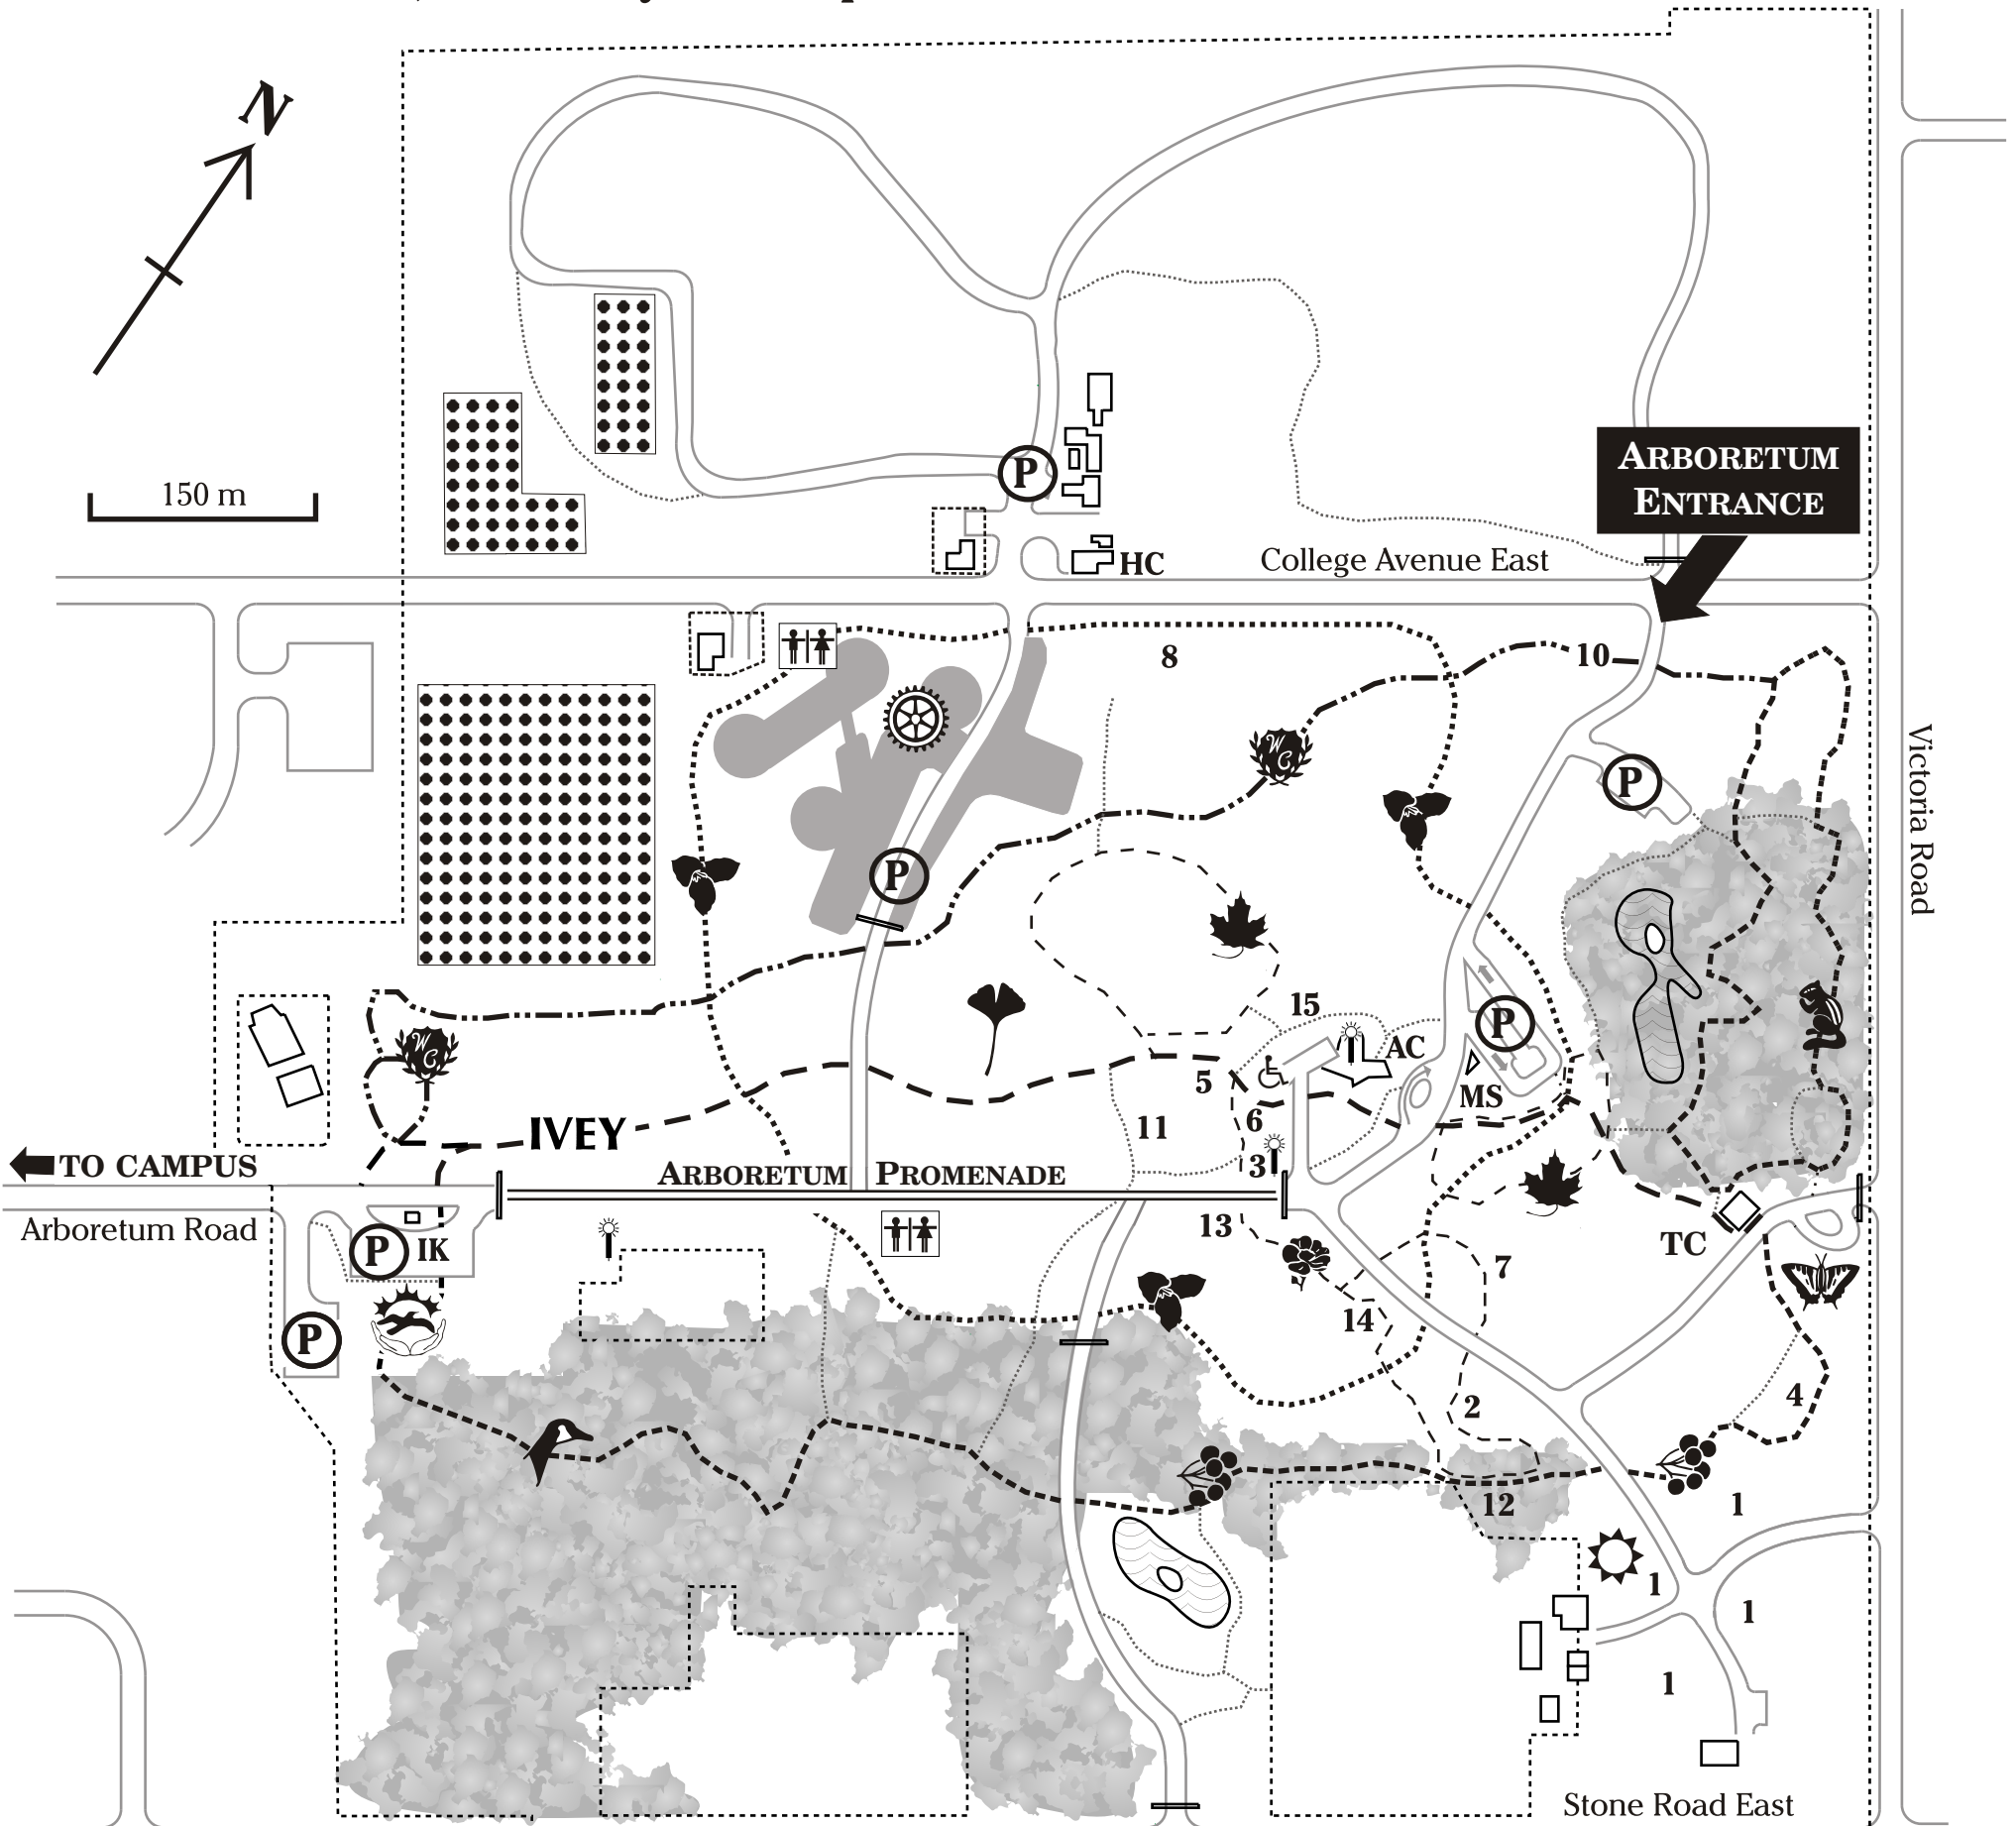 N
150 m
ARBORETUM
ENTRANCE
HC
College Avenue East
8
10
WC
Victoria Road
P
P
P
WC
15
AC
5
MS
6
11
3
IVEY
TO CAMPUS
ARBORETUM PROMENADE
Arboretum Road
P
IK
13
TC
7
P
14
4
2
12
1
1
1
1
P
Stone Road East